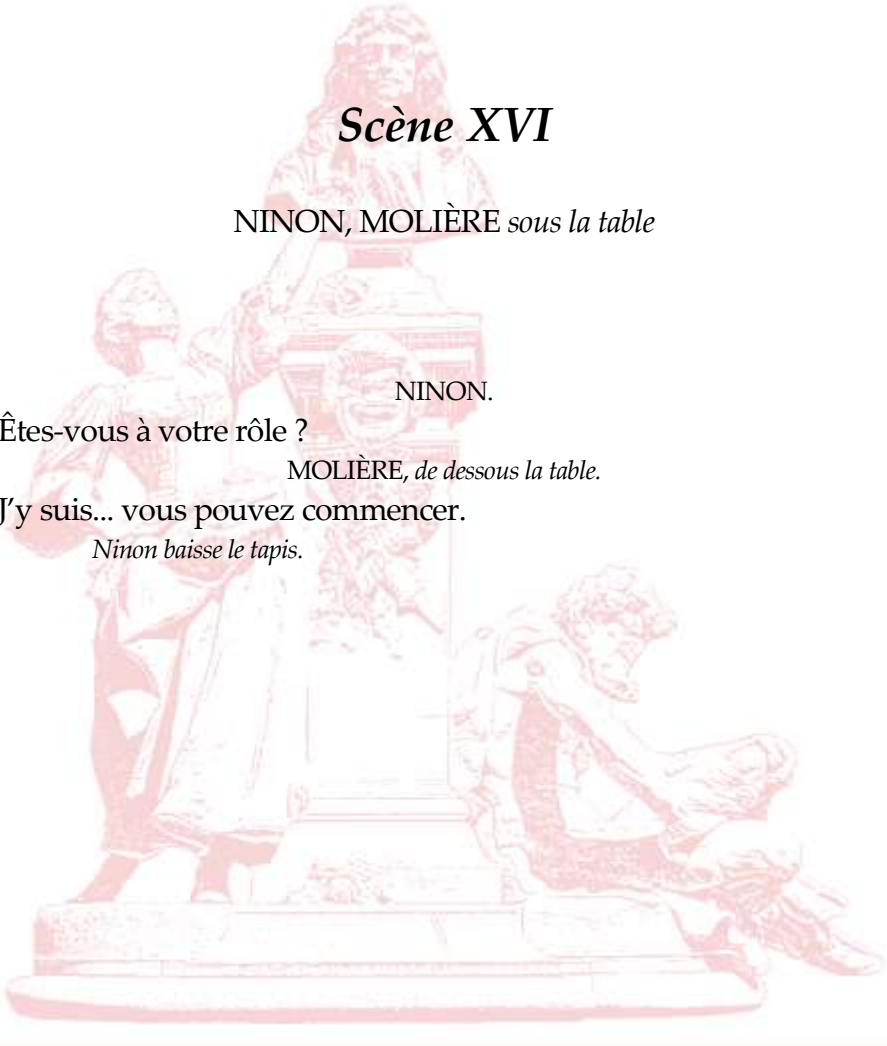 Scène XVI
NINON, MOLIÈRE sous la table
NINON.
Êtes-vous à votre rôle ?
MOLIÈRE, de dessous la table.
J’y suis... vous pouvez commencer.
Ninon baisse le tapis.